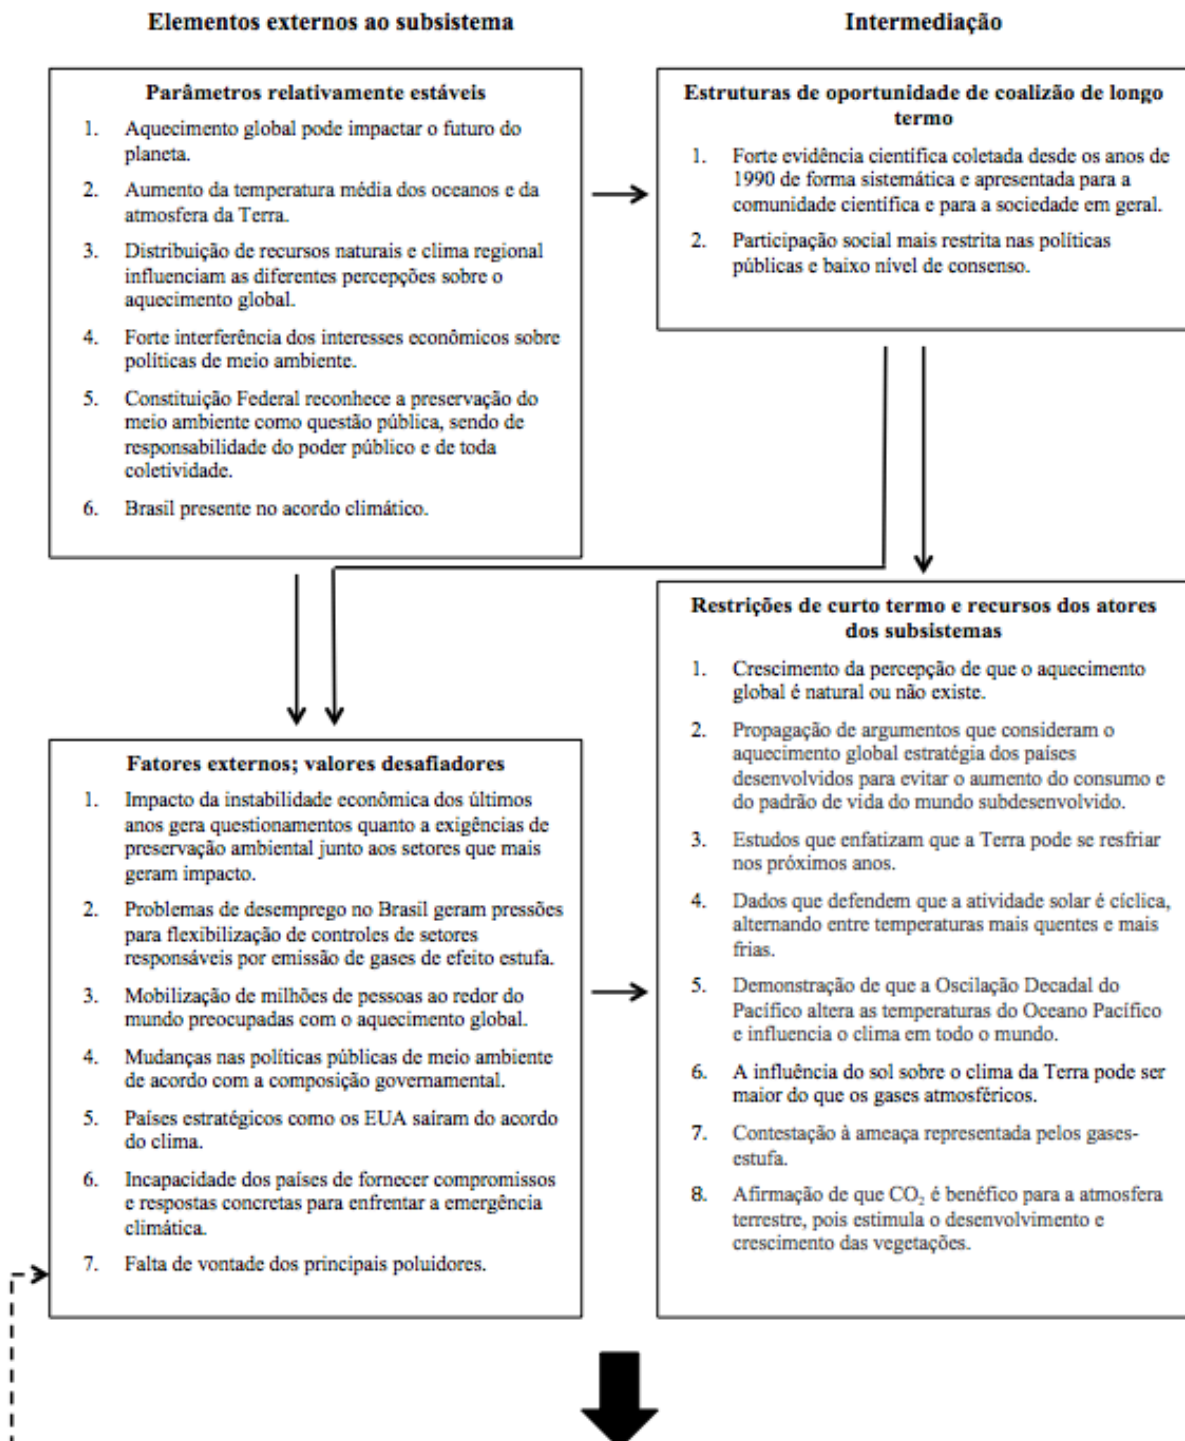 Elementos externos ao subsistema
Intermediação
Parâmetros relativamente estáveis
1. Aquecimento global pode impactar o futuro do
planeta.
2. Aumento da temperatura média dos oceanos e da
atmosfera da Terra.
3. Distribuição de recursos naturais e clima regional
influenciam as diferentes percepções sobre o
aquecimento global.
4. Forte interferência dos interesses econômicos sobre
políticas de meio ambiente.
5. Constituição Federal reconhece a preservação do
meio ambiente como questão pública, sendo de
responsabilidade do poder público e de toda
coletividade.
6. Brasil presente no acordo climático.
Estruturas de oportunidade de coalizão de longo
termo
1. Forte evidência científica coletada desde os anos de
1990 de forma sistemática e apresentada para a
comunidade científica e para a sociedade em geral.
2. Participação social mais restrita nas políticas
públicas e baixo nível de consenso.
Fatores externos; valores desafiadores
1. Impacto da instabilidade econômica dos últimos
anos gera questionamentos quanto a exigências de
preservação ambiental junto aos setores que mais
geram impacto.
2. Problemas de desemprego no Brasil geram pressões
para flexibilização de controles de setores
responsáveis por emissão de gases de efeito estufa.
3. Mobilização de milhões de pessoas ao redor do
mundo preocupadas com o aquecimento global.
4. Mudanças nas políticas públicas de meio ambiente
de acordo com a composição governamental.
5. Países estratégicos como os EUA saíram do acordo
do clima.
6. Incapacidade dos países de fornecer compromissos
e respostas concretas para enfrentar a emergência
climática.
7. Falta de vontade dos principais poluidores.
Restrições de curto termo e recursos dos atores
dos subsistemas
1. Crescimento da percepção de que o aquecimento
global é natural ou não existe.
2. Propagação de argumentos que consideram o
aquecimento global estratégia dos países
desenvolvidos para evitar o aumento do consumo e
do padrão de vida do mundo subdesenvolvido.
3. Estudos que enfatizam que a Terra pode se resfriar
nos próximos anos.
4. Dados que defendem que a atividade solar é cíclica,
alternando entre temperaturas mais quentes e mais
frias.
5. Demonstração de que a Oscilação Decadal do
Pacífico altera as temperaturas do Oceano Pacífico
e influencia o clima em todo o mundo.
6. A influência do sol sobre o clima da Terra pode ser
maior do que os gases atmosféricos.
7. Contestação à ameaça representada pelos gases-
estufa.
8. Afirmação de que CO₂ é benéfico para a atmosfera
terrestre, pois estimula o desenvolvimento e
crescimento das vegetações.